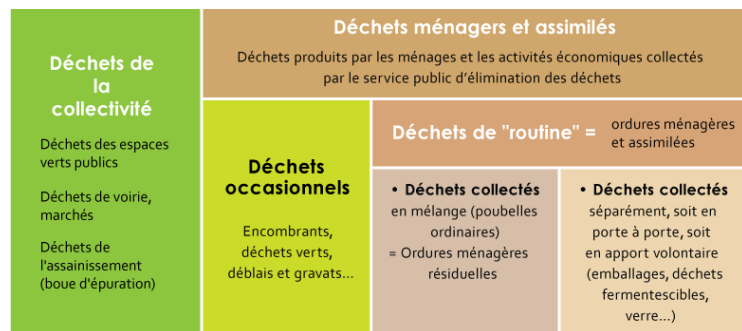 Déchets de
la
collectivité
Déchets des espaces
verts publics
Déchets de voirie,
marchés
Déchets de
l'assainissement
(boue d'épuration)
Déchets ménagers et assimilés
Déchets produits par les ménages et les activités économiques collectés
par le service public d'élimination des déchets
Déchets
occasionnels
Encombrants,
déchets verts,
déblais et gravats...
Déchets de "routine" = ordures ménagères
et assimilées
• Déchets collectés
en mélange (poubelles
ordinaires)
= Ordures ménagères
résiduelles
• Déchets collectés
séparément, soit en
porte à porte, soit
en apport volontaire
(emballages, déchets
fermentescibles,
verre...)